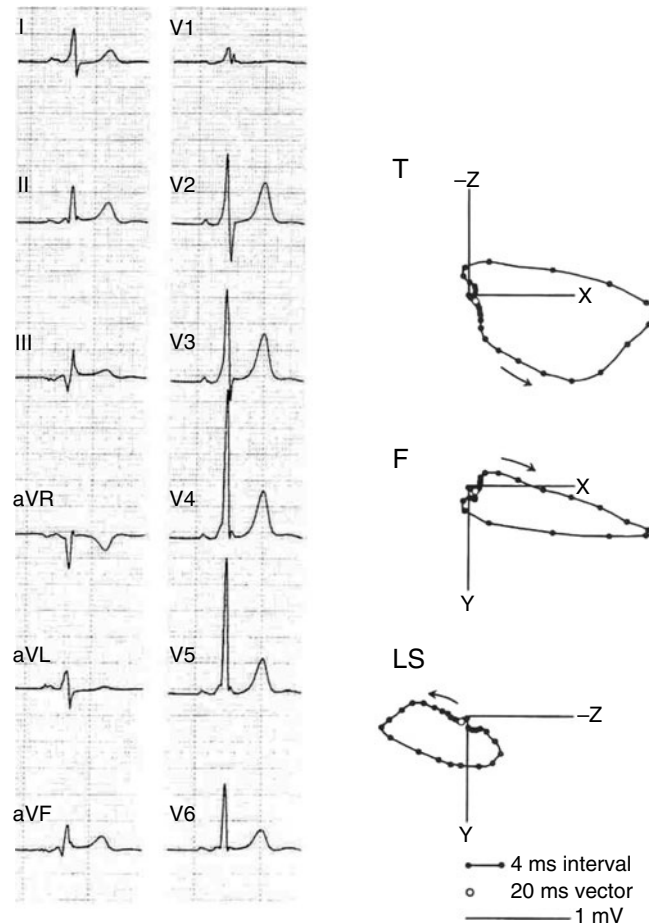 I
V1
II
V2
III
V3
aVR
V4
aVL
V5
aVF
V6
T
–Z
X
F
X
Y
LS
–Z
Y
4 ms interval
20 ms vector
1 mV